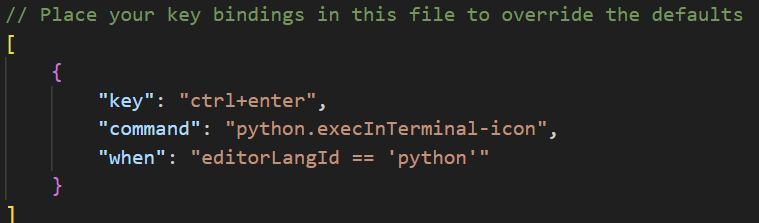 // Place your key bindings in this file to override the defaults
[
    {
        "key": "ctrl+enter",
        "command": "python.execInTerminal-icon",
        "when": "editorLangId == 'python'"
    }
]